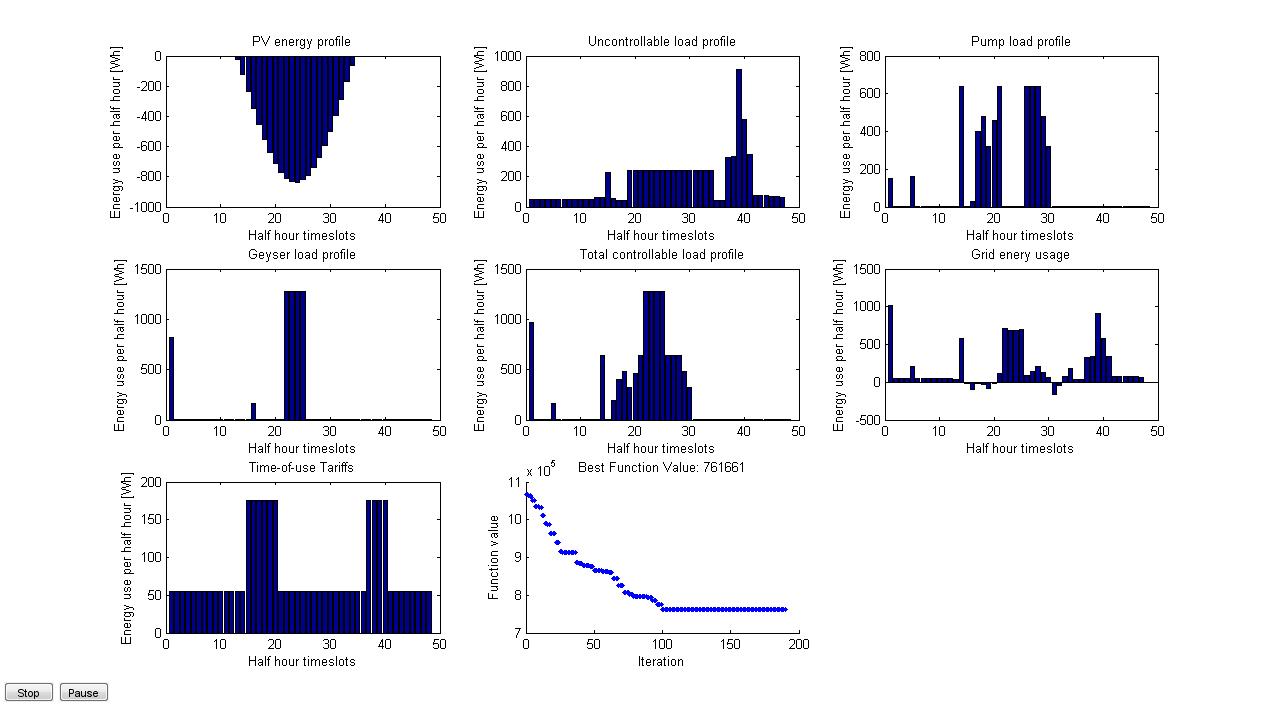 PV energy profile
Energy use per half hour [Wh]
0
-200
-400
-600
-800
-1000
0 10 20 30 40 50
Half hour timeslots
Uncontrollable load profile
Energy use per half hour [Wh]
1000
800
600
400
200
0
0 10 20 30 40 50
Half hour timeslots
Pump load profile
Energy use per half hour [Wh]
800
600
400
200
0
0 10 20 30 40 50
Half hour timeslots
Geyser load profile
Energy use per half hour [Wh]
1500
1000
500
0
0 10 20 30 40 50
Half hour timeslots
Total controllable load profile
Energy use per half hour [Wh]
1500
1000
500
0
0 10 20 30 40 50
Half hour timeslots
Grid enery usage
Energy use per half hour [Wh]
1500
1000
500
0
-500
0 10 20 30 40 50
Half hour timeslots
Time-of-use Tariffs
Energy use per half hour [Wh]
200
150
100
50
0
0 10 20 30 40 50
Half hour timeslots
x 10^5 Best Function Value: 761661
Function value
11
10
9
8
7
0 50 100 150 200
Iteration
Stop Pause